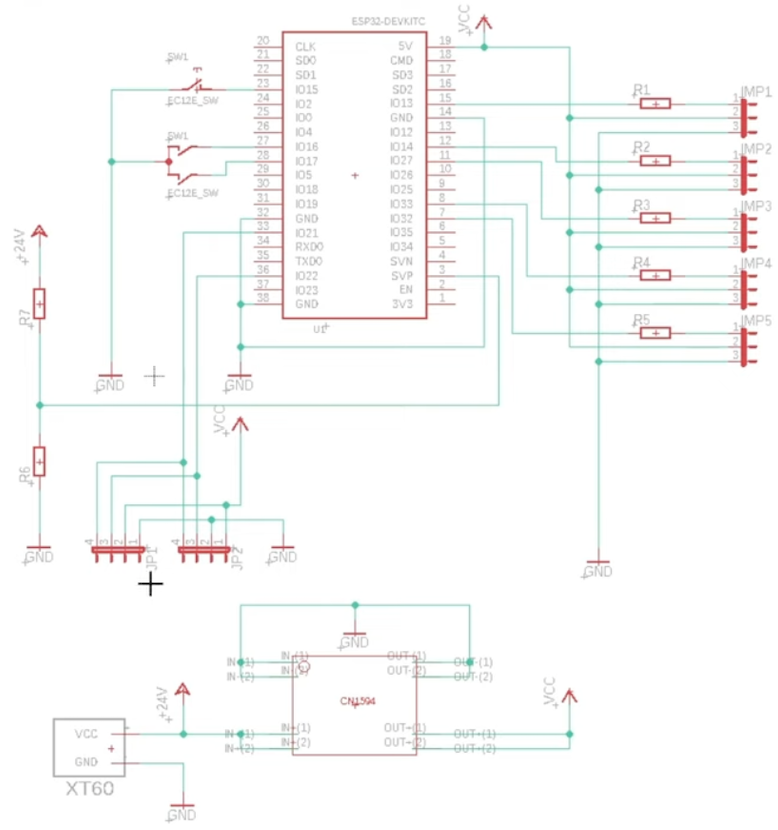 ESP32-DEVKITC
VCC
20 CLK 5V 19
21 SD0 CMD 18
22 SD1 SD3 17
23 IO15 SD2 16
24 IO2 IO13 15
25 IO0 GND 14
26 IO4 IO12 13
27 IO16 IO14 12
28 IO17 IO27 11
29 IO5 IO26 10
30 IO18 IO25 9
31 IO19 IO33 8
32 GND IO32 7
33 IO21 IO35 6
34 RXD0 IO34 5
35 TXD0 SVN 4
36 IO22 SVP 3
37 IO23 EN 2
38 GND 3V3 1
U1
SW1
EC12E_SW
SW1
EC12E_SW
R1 IMP1
1
2
3
R2 IMP2
1
2
3
R3 IMP3
1
2
3
R4 IMP4
1
2
3
R5 IMP5
1
2
3
+24V
R7
GND
GND
VCC
R6
4 3 2 1
JP1
4 3 2 1
JP2
GND
GND
GND
GND
IN-(1) IN-(1) OUT-(1) OUT-(1)
IN-(2) IN-(2) OUT-(2) OUT-(2)
CN1594
+24V
VCC
IN+(1) IN+(1) OUT+(1) OUT+(1)
IN+(2) IN+(2) OUT+(2) OUT+(2)
VCC
GND
XT60
GND